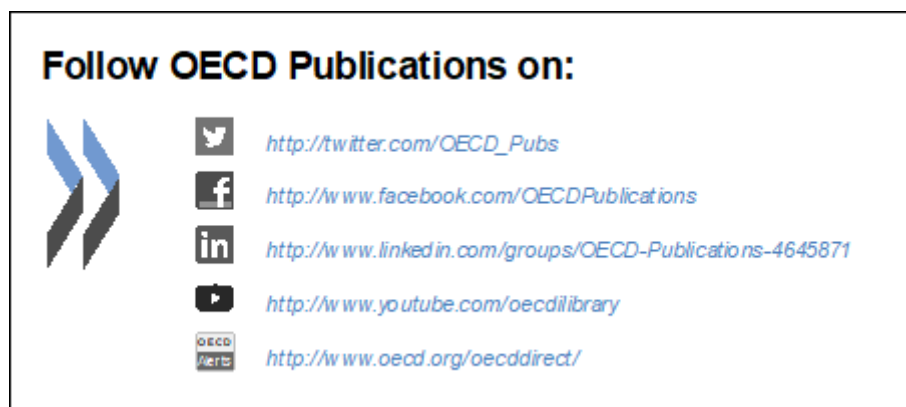 Follow OECD Publications on:
http://twitter.com/OECD_Pubs
http://www.facebook.com/OECDPublications
in http://www.linkedin.com/groups/OECD-Publications-4645871
http://www.youtube.com/oecdilibrary
OECD
Alerts
http://www.oecd.org/oecddirect/